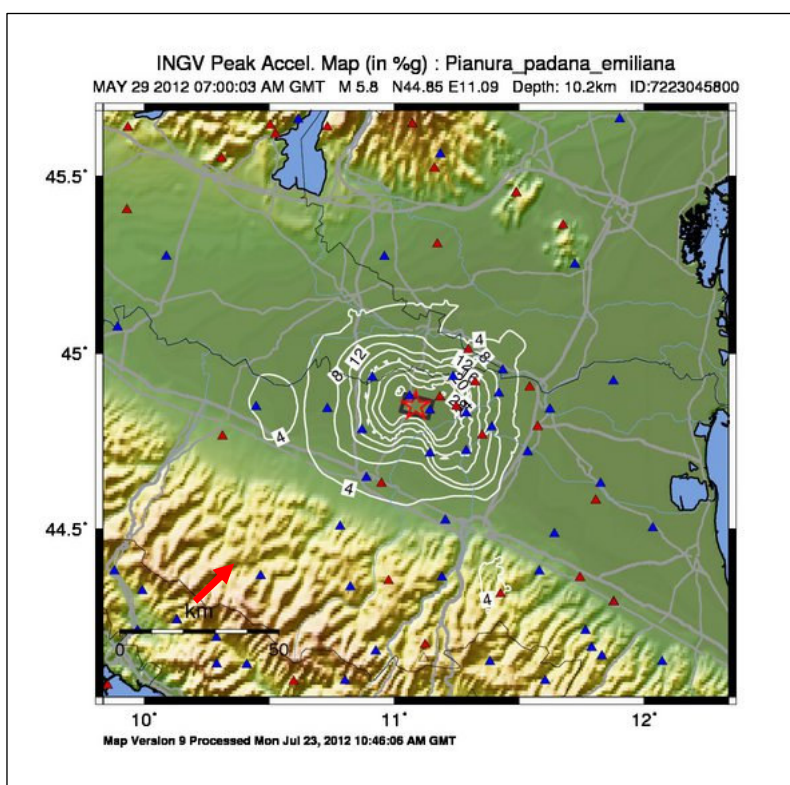 INGV Peak Accel. Map (in %g) : Pianura_padana_emiliana
MAY 29 2012 07:00:03 AM GMT M 5.8 N44.85 E11.09 Depth: 10.2km ID:7223045800
45.5˚
4
12
8
12
8
45˚
4
4
44.5˚
4
km
0 50
10˚ 11˚ 12˚
Map Version 9 Processed Mon Jul 23, 2012 10:46:06 AM GMT